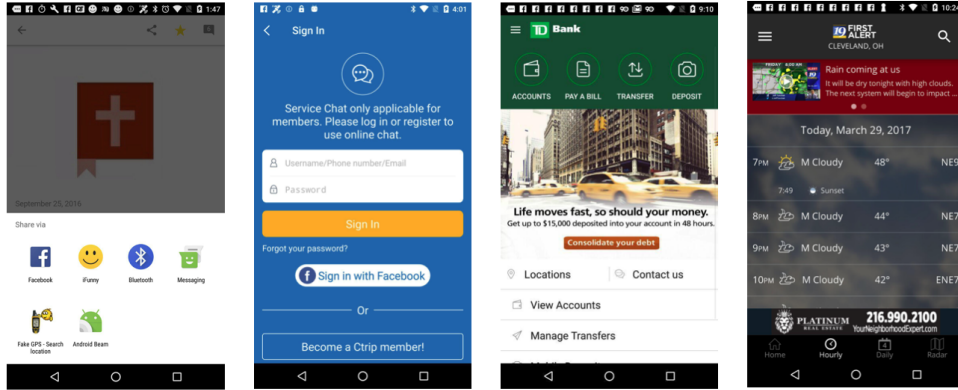 1:47
September 25, 2016
Share via
Facebook
iFunny
Bluetooth
Messaging
Fake GPS - Search
location
Android Beam
4:01
Sign In
Service Chat only applicable for
members. Please log in or register to
use online chat.
Username/Phone number/Email
Password
Sign In
Forgot your password?
Sign in with Facebook
Or
Become a Ctrip member!
9:10
TD Bank
ACCOUNTS
PAY A BILL
TRANSFER
DEPOSIT
Life moves fast, so should your money.
Get up to $15,000 deposited into your account in 48 hours.
Consolidate your debt
Locations
Contact us
View Accounts
Manage Transfers
10:24
19 FIRST
ALERT
CLEVELAND, OH
Rain coming at us
It will be dry tonight with high clouds.
The next system will begin to impact ...
Today, March 29, 2017
7PM M Cloudy 48° NE9
7:49 Sunset
8PM M Cloudy 44° NE7
9PM M Cloudy 43° NE7
10PM M Cloudy 42° ENE7
PLATINUM
REAL ESTATE
216.990.2100
YourNeighborhoodExpert.com
Home
Hourly
4
Daily
Radar